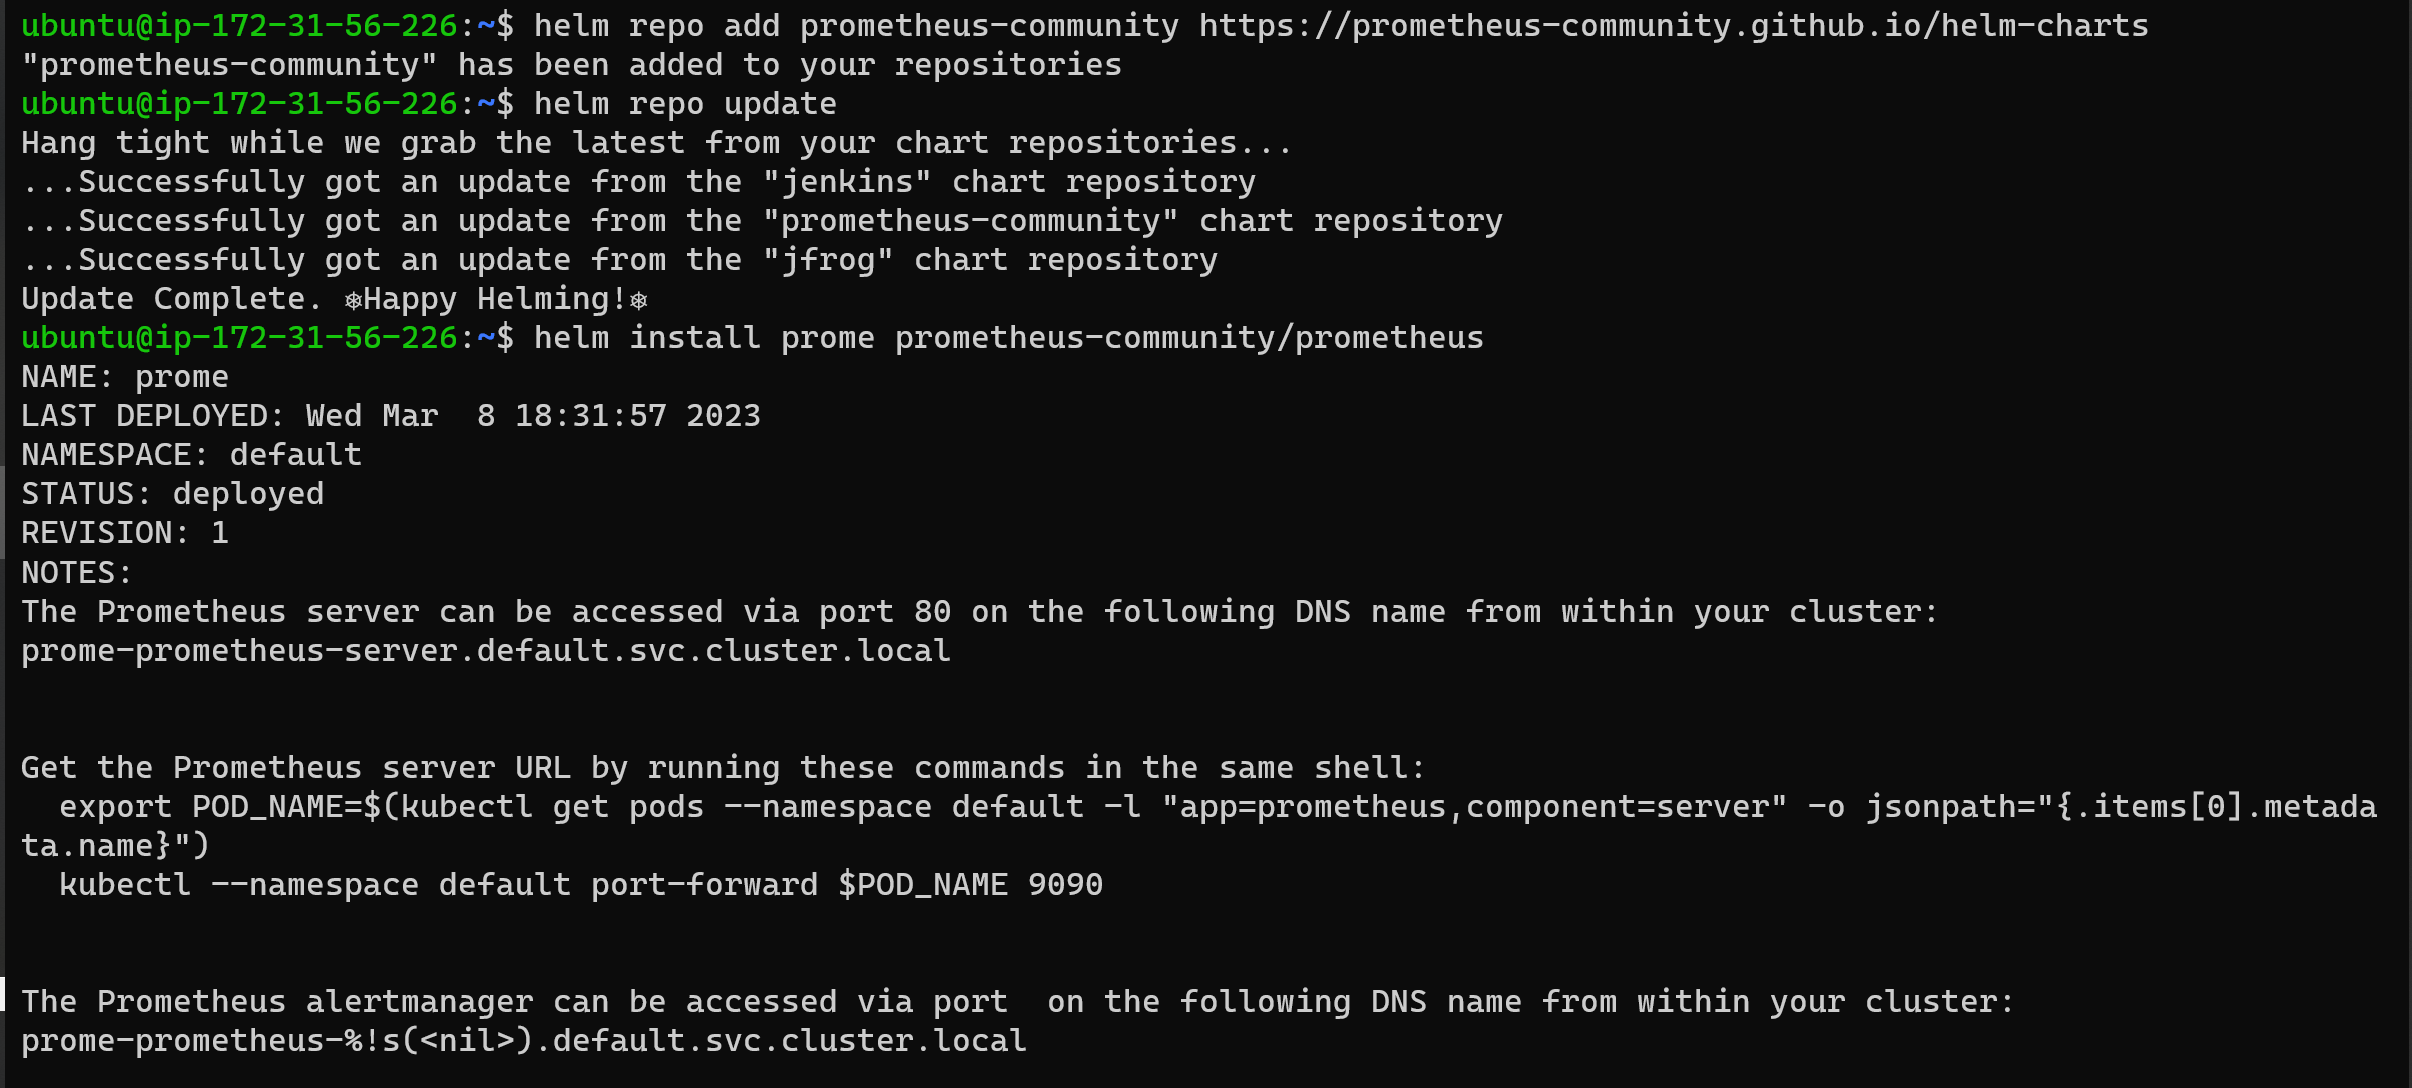 ubuntu@ip-172-31-56-226:~$ helm repo add prometheus-community https://prometheus-community.github.io/helm-charts
"prometheus-community" has been added to your repositories
ubuntu@ip-172-31-56-226:~$ helm repo update
Hang tight while we grab the latest from your chart repositories...
...Successfully got an update from the "jenkins" chart repository
...Successfully got an update from the "prometheus-community" chart repository
...Successfully got an update from the "jfrog" chart repository
Update Complete. ⎈Happy Helming!⎈
ubuntu@ip-172-31-56-226:~$ helm install prome prometheus-community/prometheus
NAME: prome
LAST DEPLOYED: Wed Mar  8 18:31:57 2023
NAMESPACE: default
STATUS: deployed
REVISION: 1
NOTES:
The Prometheus server can be accessed via port 80 on the following DNS name from within your cluster:
prome-prometheus-server.default.svc.cluster.local
Get the Prometheus server URL by running these commands in the same shell:
  export POD_NAME=$(kubectl get pods --namespace default -l "app=prometheus,component=server" -o jsonpath="{.items[0].metada
ta.name}")
  kubectl --namespace default port-forward $POD_NAME 9090
The Prometheus alertmanager can be accessed via port  on the following DNS name from within your cluster:
prome-prometheus-%!s(<nil>).default.svc.cluster.local